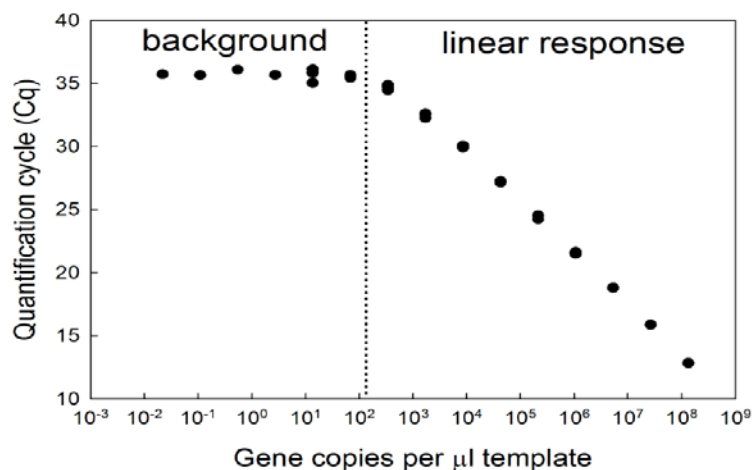 background
linear response
Quantification cycle (Cq)
40
35
30
25
20
15
10
10⁻³ 10⁻² 10⁻¹ 10⁰ 10¹ 10² 10³ 10⁴ 10⁵ 10⁶ 10⁷ 10⁸ 10⁹
Gene copies per µl template